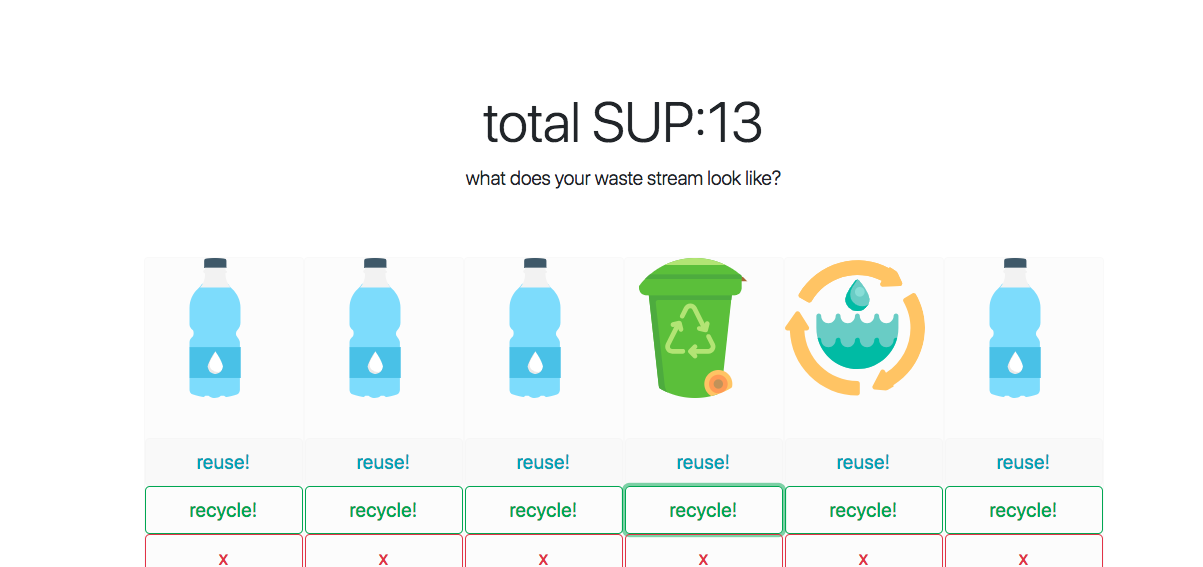 total SUP:13
what does your waste stream look like?
reuse! reuse! reuse! reuse! reuse! reuse!
recycle! recycle! recycle! recycle! recycle! recycle!
x x x x x x